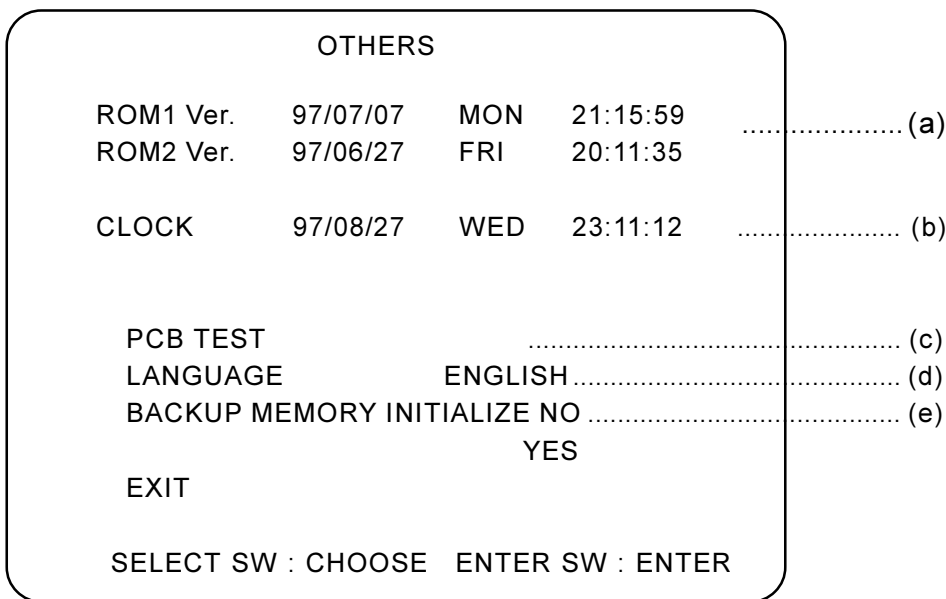 OTHERS
ROM1 Ver. 97/07/07 MON 21:15:59 .................... (a)
ROM2 Ver. 97/06/27 FRI 20:11:35
CLOCK 97/08/27 WED 23:11:12 ...................... (b)
PCB TEST .................................................. (c)
LANGUAGE ENGLISH ............................................ (d)
BACKUP MEMORY INITIALIZE NO .......................................... (e)
YES
EXIT
SELECT SW : CHOOSE ENTER SW : ENTER